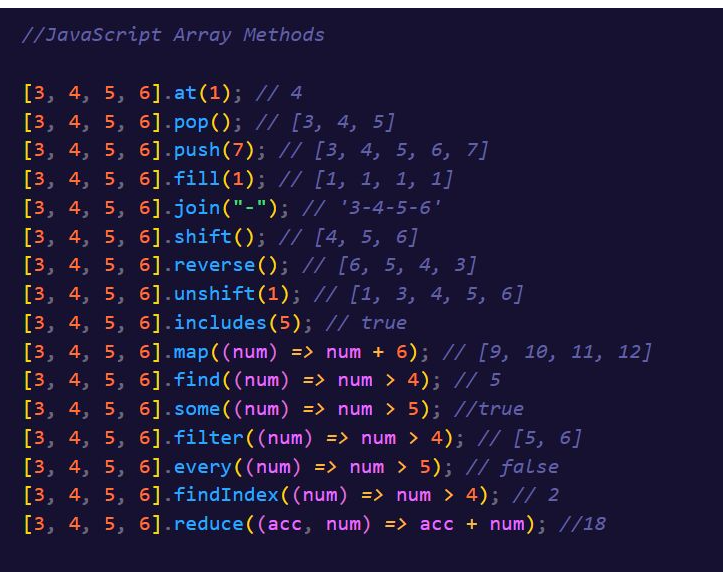 //JavaScript Array Methods
[3, 4, 5, 6].at(1); // 4
[3, 4, 5, 6].pop(); // [3, 4, 5]
[3, 4, 5, 6].push(7); // [3, 4, 5, 6, 7]
[3, 4, 5, 6].fill(1); // [1, 1, 1, 1]
[3, 4, 5, 6].join("-"); // '3-4-5-6'
[3, 4, 5, 6].shift(); // [4, 5, 6]
[3, 4, 5, 6].reverse(); // [6, 5, 4, 3]
[3, 4, 5, 6].unshift(1); // [1, 3, 4, 5, 6]
[3, 4, 5, 6].includes(5); // true
[3, 4, 5, 6].map((num) => num + 6); // [9, 10, 11, 12]
[3, 4, 5, 6].find((num) => num > 4); // 5
[3, 4, 5, 6].some((num) => num > 5); //true
[3, 4, 5, 6].filter((num) => num > 4); // [5, 6]
[3, 4, 5, 6].every((num) => num > 5); // false
[3, 4, 5, 6].findIndex((num) => num > 4); // 2
[3, 4, 5, 6].reduce((acc, num) => acc + num); //18